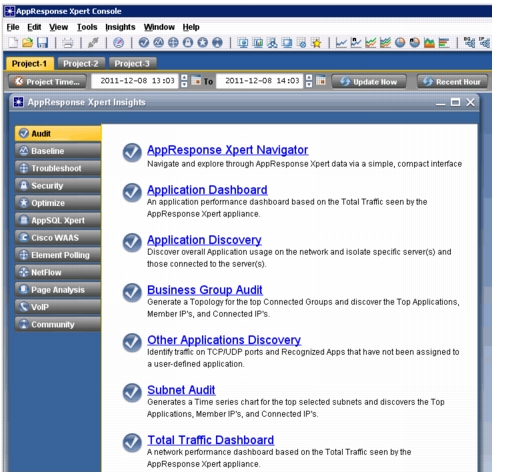 AppResponse Xpert Console
File Edit View Tools Insights Window Help
Project-1 Project-2 Project-3
Project Time... 2011-12-08 13:03 To 2011-12-08 14:03 Update Now Recent Hour
AppResponse Xpert Insights
Audit
Baseline
Troubleshoot
Security
Optimize
AppSQL Xpert
Cisco WAAS
Element Polling
NetFlow
Page Analysis
VoIP
Community
AppResponse Xpert Navigator
Navigate and explore through AppResponse Xpert data via a simple, compact interface
Application Dashboard
An application performance dashboard based on the Total Traffic seen by the
AppResponse Xpert appliance.
Application Discovery
Discover overall Application usage on the network and isolate specific server(s) and
those connected to the server(s).
Business Group Audit
Generate a Topology for the top Connected Groups and discover the Top Applications,
Member IP's, and Connected IP's.
Other Applications Discovery
Identify traffic on TCP/UDP ports and Recognized Apps that have not been assigned to
a user-defined application.
Subnet Audit
Generates a Time series chart for the top selected subnets and discovers the Top
Applications, Member IP's, and Connected IP's.
Total Traffic Dashboard
A network performance dashboard based on the Total Traffic seen by the
AppResponse Xpert appliance.